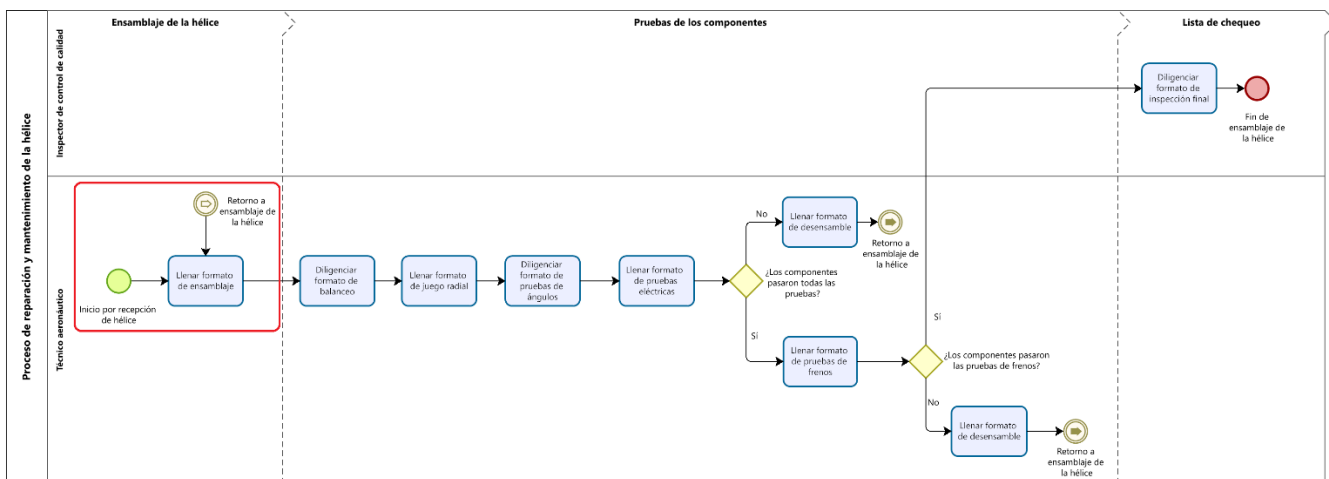 Proceso de reparación y mantenimiento de la hélice
Ensamblaje de la hélice
Pruebas de los componentes
Lista de chequeo
Inspector de control de calidad
Diligenciar
formato de
inspección final
Fin de
ensamblaje de
la hélice
Técnico aeronáutico
Retorno a
ensamblaje de
la hélice
Inicio por recepción
de hélice
Llenar formato
de ensamblaje
Diligenciar
formato de
balanceo
Llenar formato
de juego radial
Diligenciar
formato de
pruebas de
ángulos
Llenar formato
de pruebas
eléctricas
¿Los componentes
pasaron todas las
pruebas?
No
Llenar formato
de desensamble
Retorno a
ensamblaje de
la hélice
Sí
Llenar formato
de pruebas de
frenos
¿Los componentes pasaron
las pruebas de frenos?
Sí
No
Llenar formato
de desensamble
Retorno a
ensamblaje de
la hélice